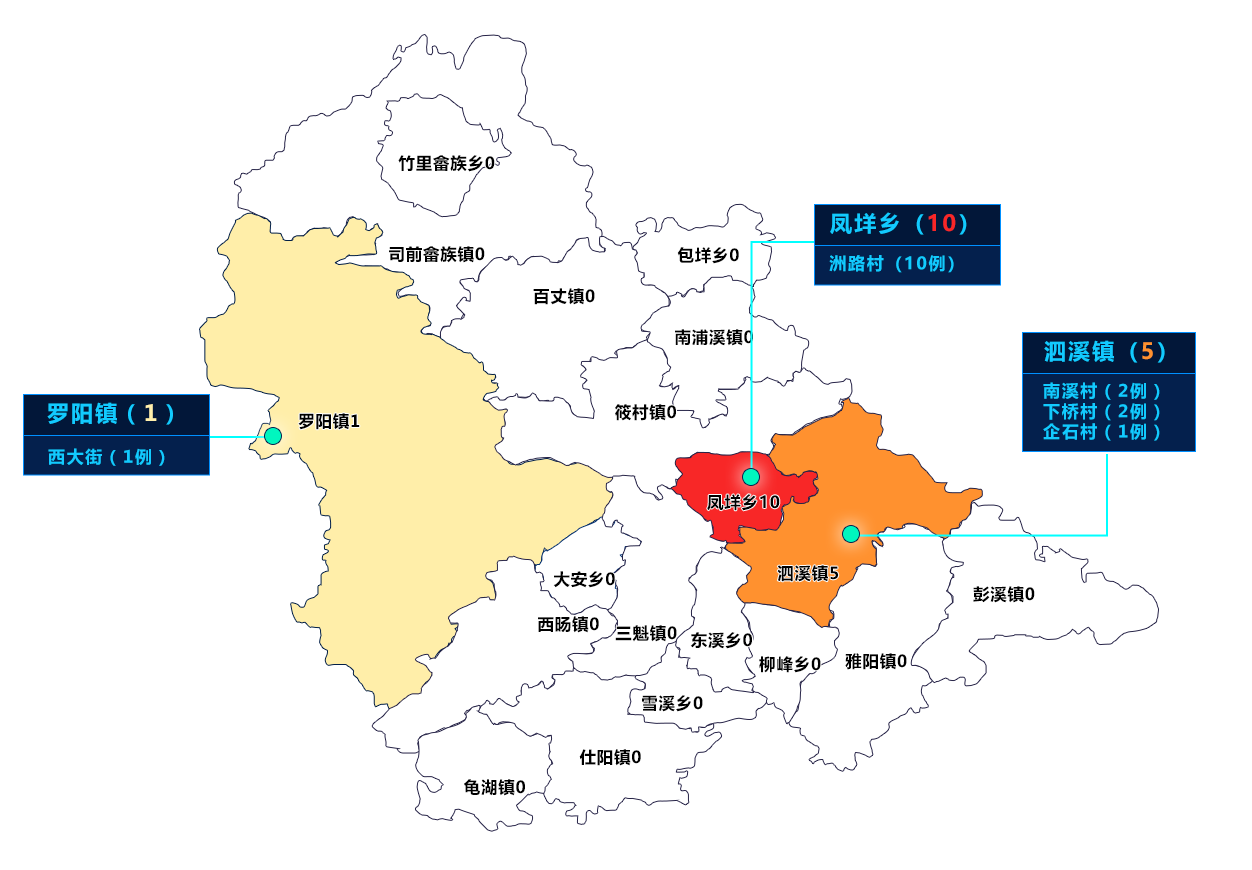 竹里畲族乡0
凤垟乡（10）
洲路村（10例）
司前畲族镇0
包垟乡0
百丈镇0
南浦溪镇0
泗溪镇（5）
南溪村（2例）
下桥村（2例）
企石村（1例）
罗阳镇（1）
西大街（1例）
罗阳镇1
筱村镇0
凤垟乡10
泗溪镇5
大安乡0
彭溪镇0
西旸镇0
三魁镇0
东溪乡0
柳峰乡0
雅阳镇0
雪溪乡0
仕阳镇0
龟湖镇0